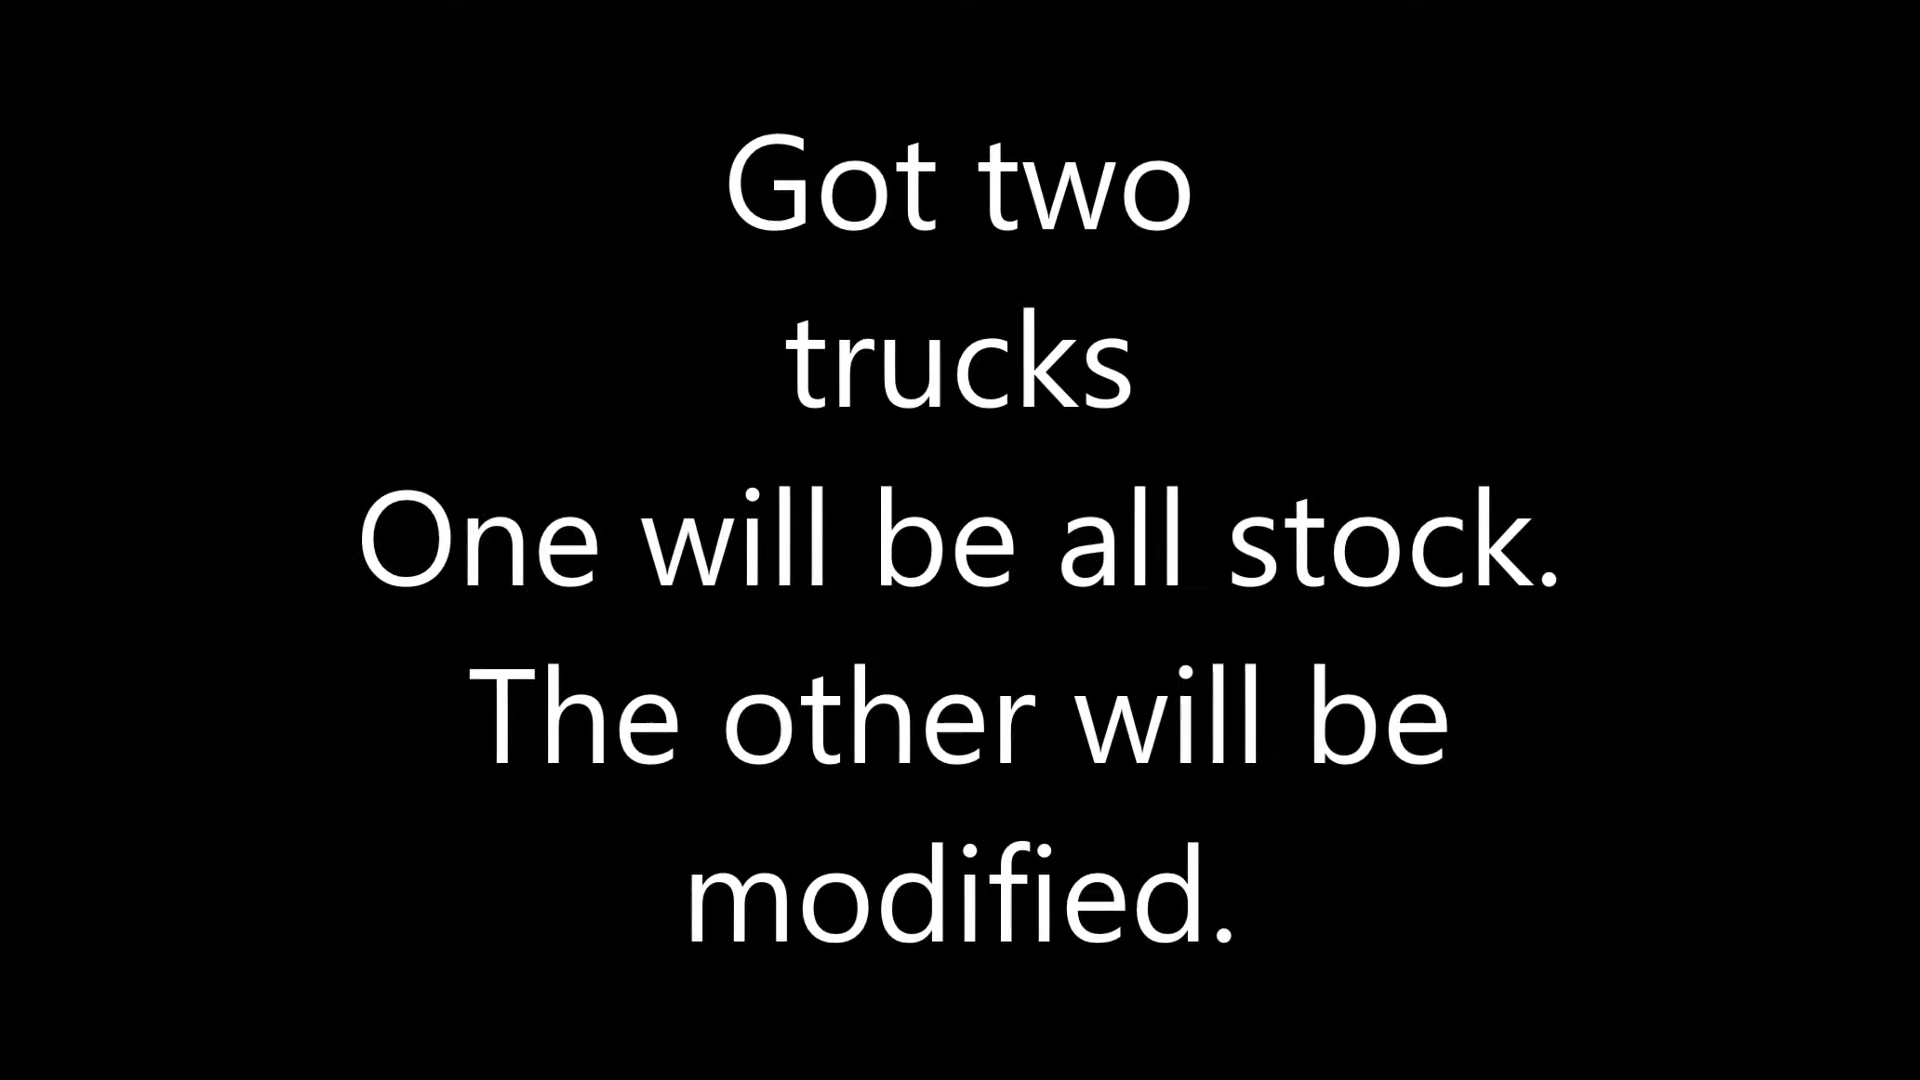 Got two
trucks
One will be all stock.
The other will be
modified.